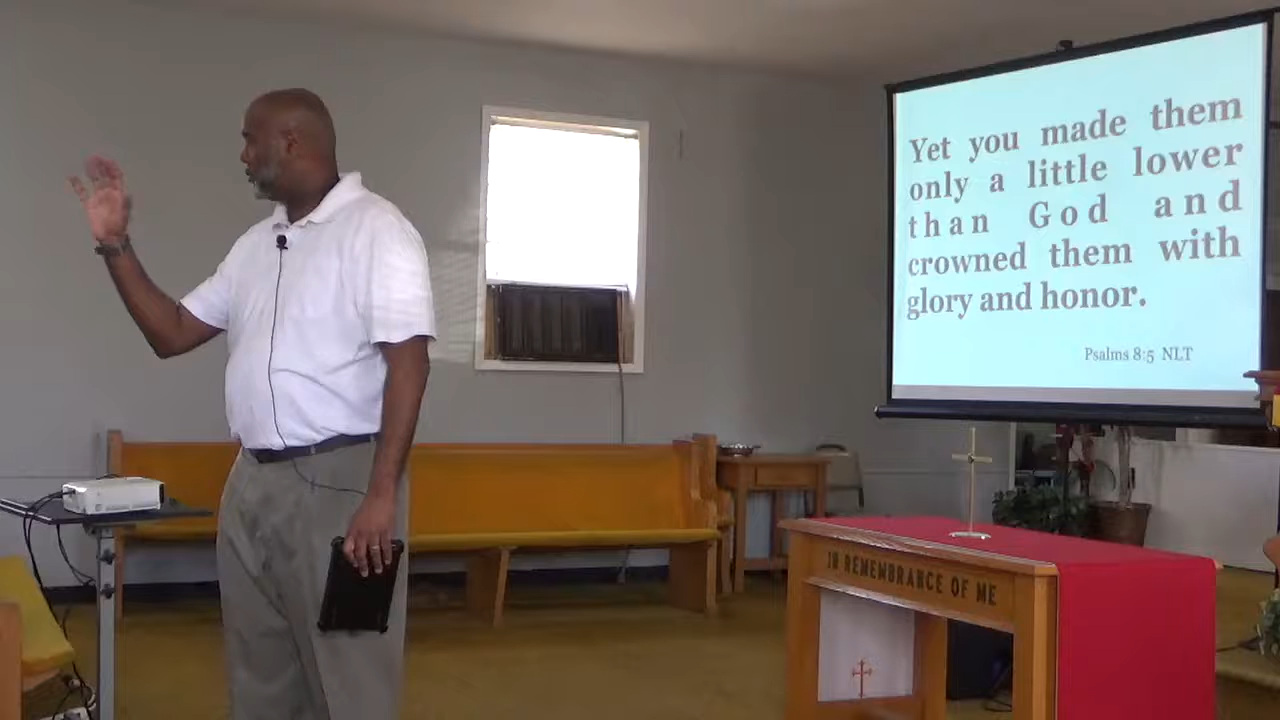 Yet you made them
only a little lower
than God and
crowned them with
glory and honor.
Psalms 8:5 NLT
IN REMEMBRANCE OF ME